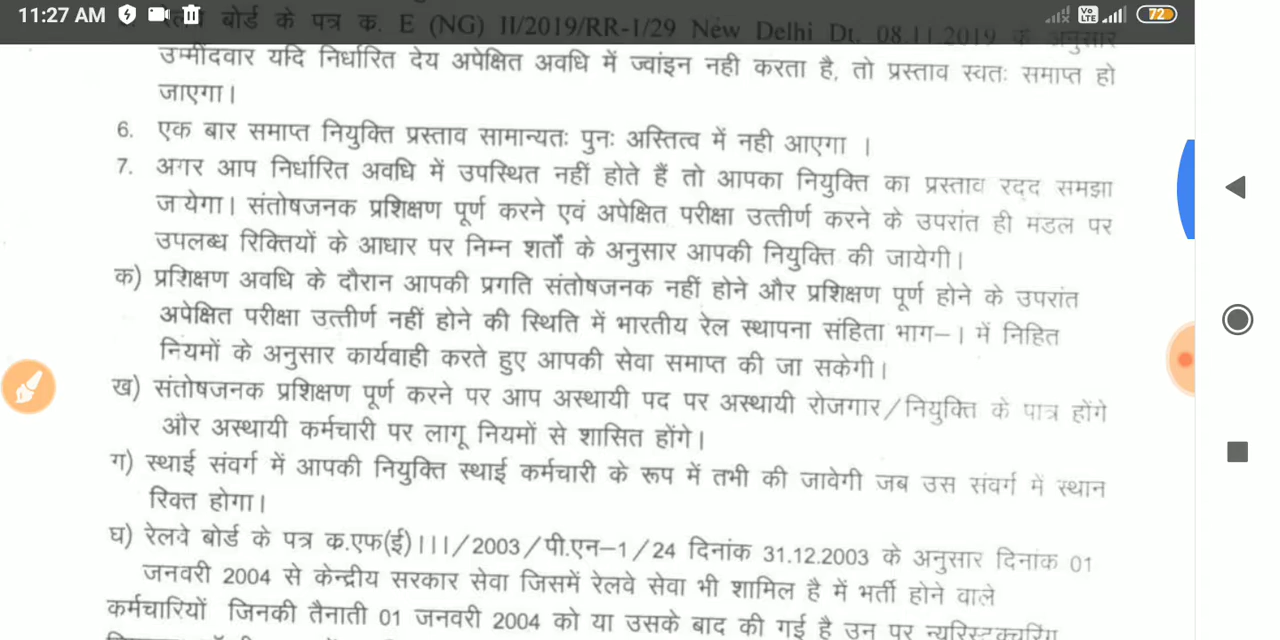 11:27 AM 72
रेलवे बोर्ड के पत्र क. E (NG) II/2019/RR-1/29 New Delhi Dt. 08.11.2019 के अनुसार
उम्मींदवार यदि निर्धारित देय अपेक्षित अवधि में ज्वांइन नही करता है, तो प्रस्ताव स्वतः समाप्त हो
जाएगा।
6. एक बार समाप्त नियुक्ति प्रस्ताव सामान्यतः पुनः अस्तित्व में नही आएगा ।
7. अगर आप निर्धारित अवधि में उपस्थित नहीं होते हैं तो आपका नियुक्ति का प्रस्ताव रद्द समझा
ज येगा। संतोषजनक प्रशिक्षण पूर्ण करने एवं अपेक्षित परीक्षा उत्तीर्ण करने के उपरांत ही मंडल पर
उपलब्ध रिक्तियों के आधार पर निम्न शर्तो के अनुसार आपकी नियुक्ति की जायेगी।
क) प्रशिक्षण अवधि के दौरान आपकी प्रगति संतोषजनक नहीं होने और प्रशिक्षण पूर्ण होने के उपरांत
अपेक्षित परीक्षा उत्तीर्ण नहीं होने की स्थिति में भारतीय रेल स्थापना संहिता भाग–। में निहित
नियमों के अनुसार कार्यवाही करते हुए आपकी सेवा समाप्त की जा सकेगी।
ख) संतोषजनक प्रशिक्षण पूर्ण करने पर आप अस्थायी पद पर अस्थायी रोजगार/नियुक्ति के पात्र होंगे
और अस्थायी कर्मचारी पर लागू नियमों से शासित होंगे।
ग) स्थाई संवर्ग में आपकी नियुक्ति स्थाई कर्मचारी के रूप में तभी की जावेगी जब उस संवर्ग में स्थान
रिक्त होगा।
घ) रेलवे बोर्ड के पत्र क.एफ(ई)।।।/2003/पी.एन–1/24 दिनांक 31.12.2003 के अनुसार दिनांक 01
जनवरी 2004 से केन्द्रीय सरकार सेवा जिसमें रेलवे सेवा भी शामिल है में भर्ती होने वाले
कर्मचारियों जिनकी तैनाती 01 जनवरी 2004 को या उसके बाद की गई है उन पर न्यूरिस्ट्रक्चरिंग